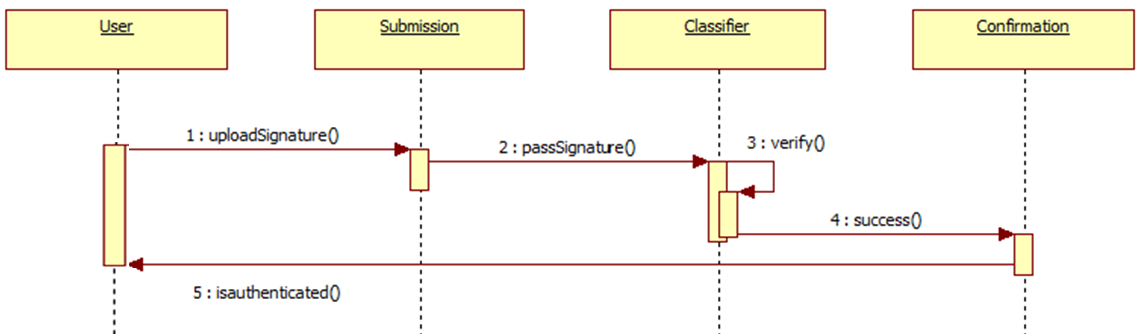 User
Submission
Classifier
Confirmation
1 : uploadSignature()
2 : passSignature()
3 : verify()
4 : success()
5 : isauthenticated()